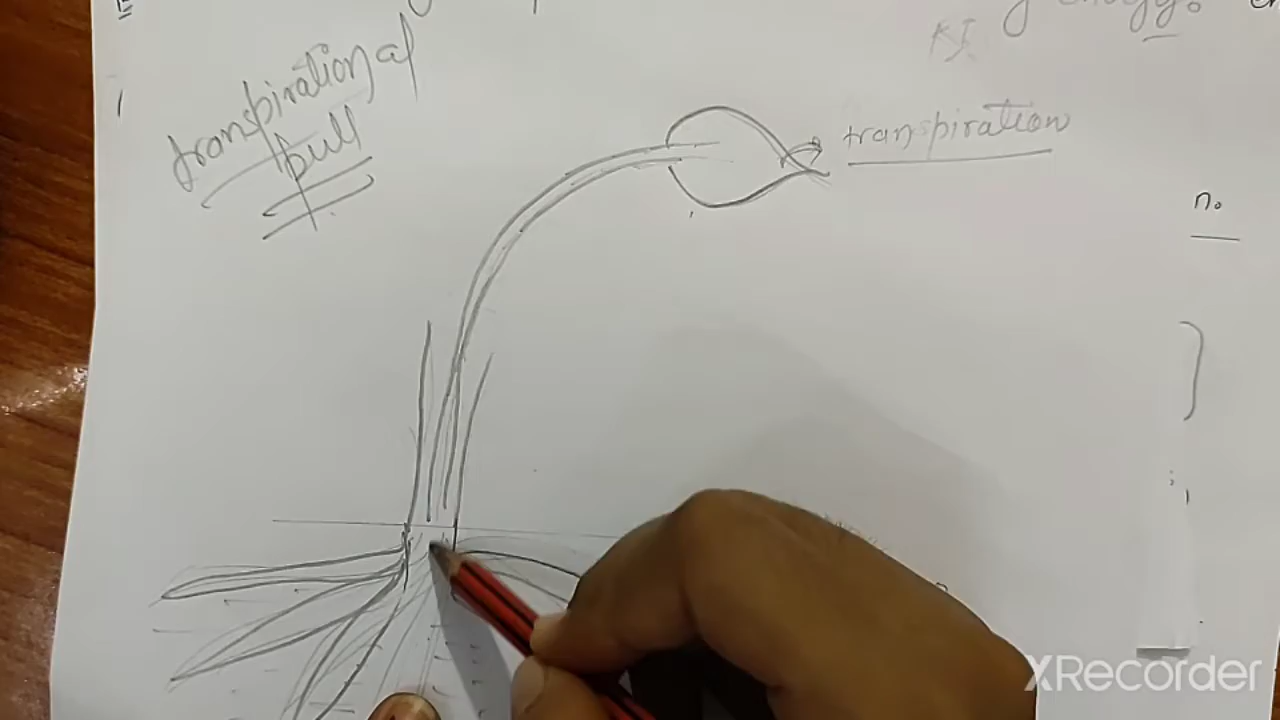 transpirational
pull
transpiration
n.
XRecorder